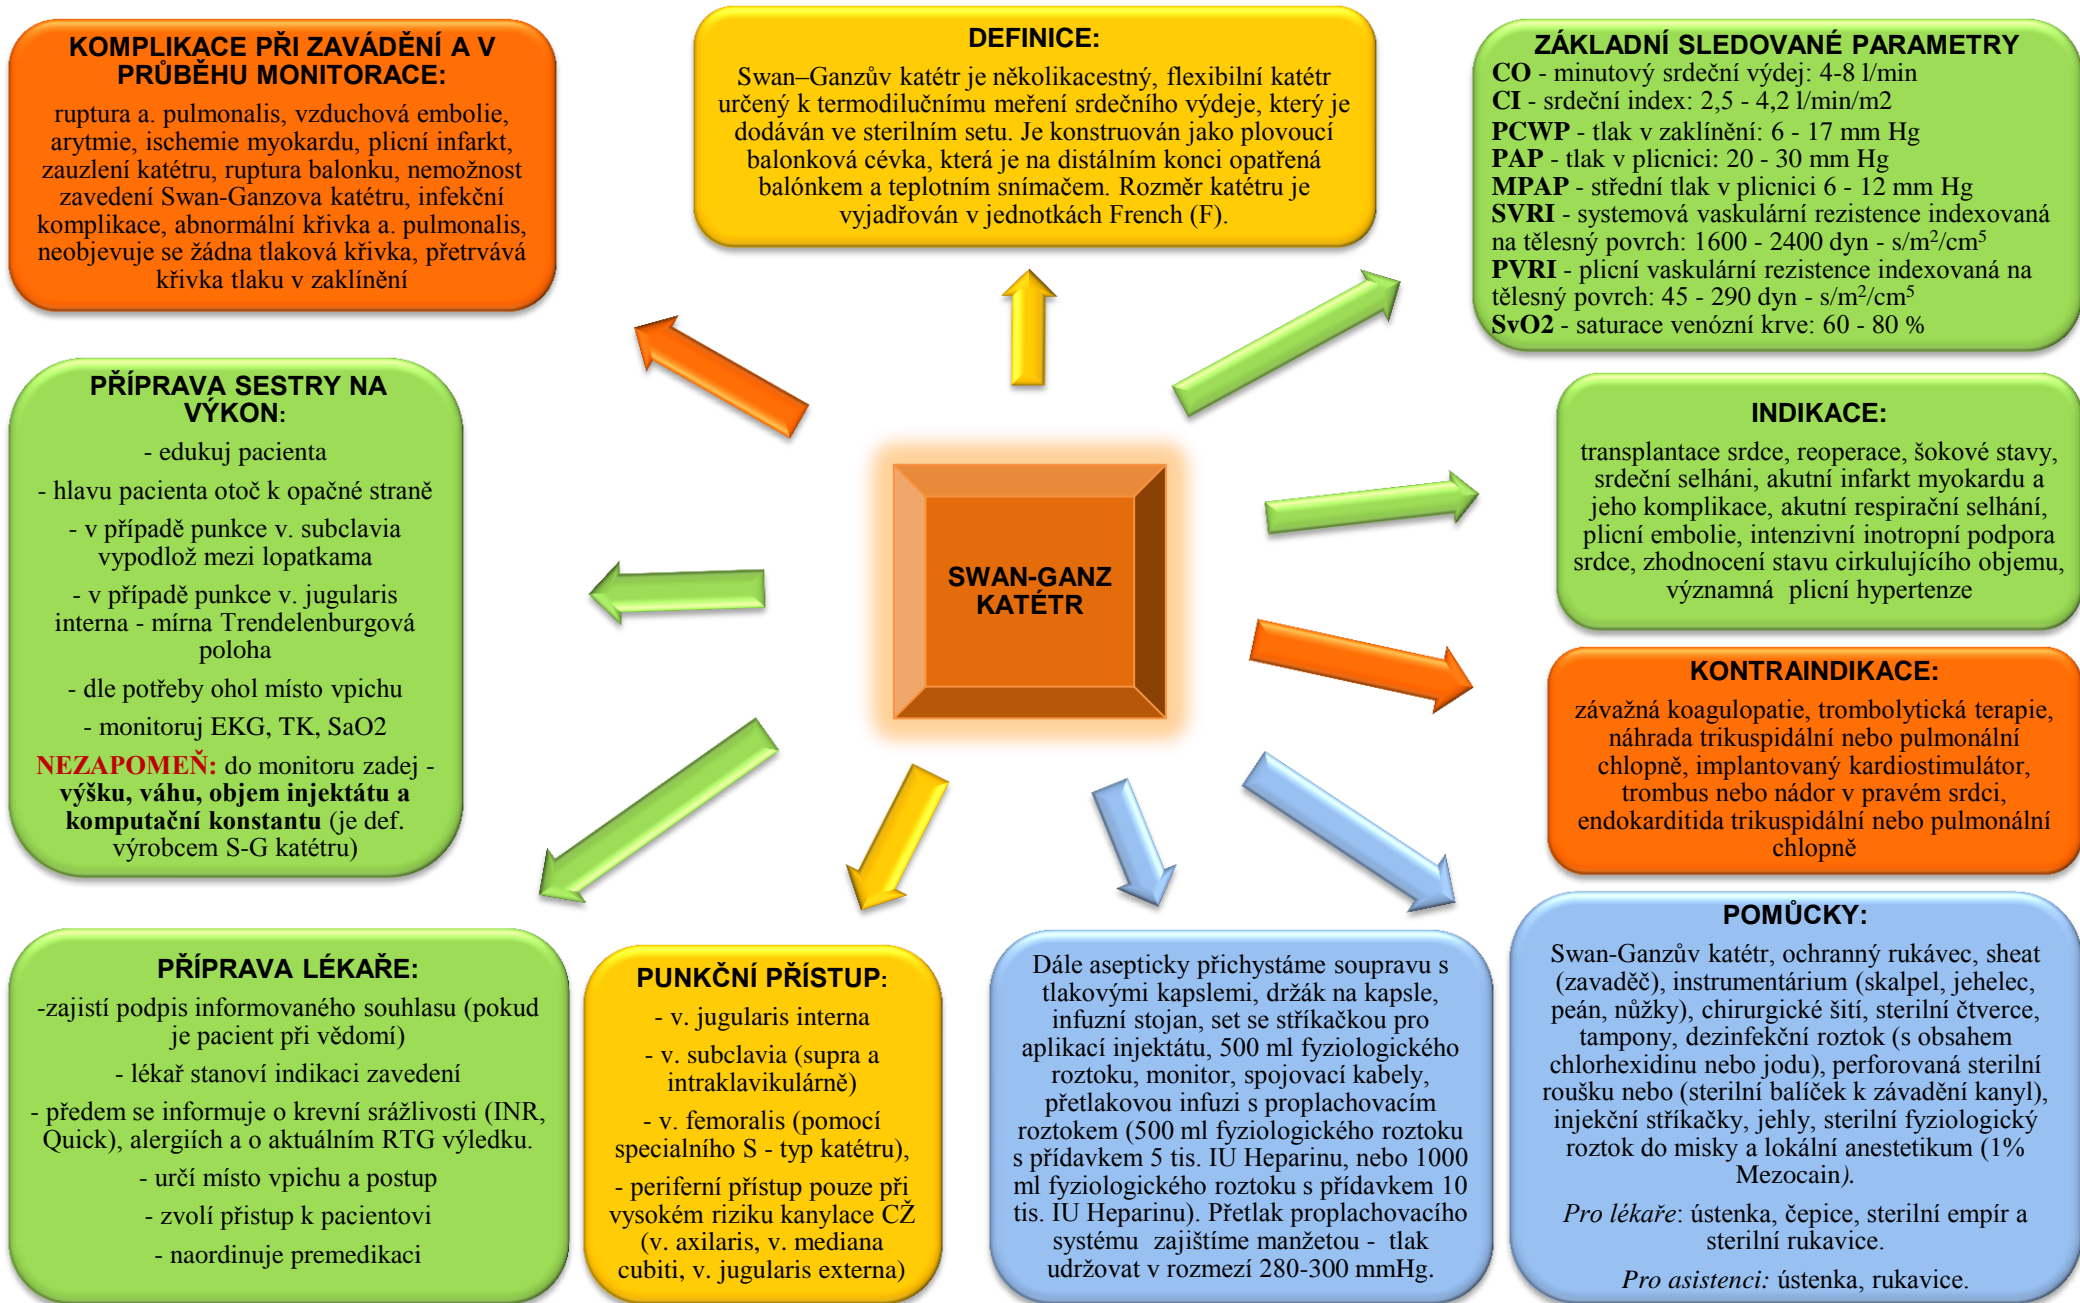 KOMPLIKACE PŘI ZAVÁDĚNÍ A V
PRŮBĚHU MONITORACE:
ruptura a. pulmonalis, vzduchová embolie,
arytmie, ischemie myokardu, plicní infarkt,
zauzlení katétru, ruptura balonku, nemožnost
zavedení Swan-Ganzova katétru, infekční
komplikace, abnormální křivka a. pulmonalis,
neobjevuje se žádna tlaková křivka, přetrvává
křivka tlaku v zaklínění
DEFINICE:
Swan–Ganzův katétr je několikacestný, flexibilní katétr
určený k termodilučnímu meření srdečního výdeje, který je
dodáván ve sterilním setu. Je konstruován jako plovoucí
balonková cévka, která je na distálním konci opatřená
balónkem a teplotním snímačem. Rozměr katétru je
vyjadřován v jednotkách French (F).
ZÁKLADNÍ SLEDOVANÉ PARAMETRY
CO - minutový srdeční výdej: 4-8 l/min
CI - srdeční index: 2,5 - 4,2 l/min/m2
PCWP - tlak v zaklínění: 6 - 17 mm Hg
PAP - tlak v plicnici: 20 - 30 mm Hg
MPAP - střední tlak v plicnici 6 - 12 mm Hg
SVRI - systemová vaskulární rezistence indexovaná
na tělesný povrch: 1600 - 2400 dyn - s/m²/cm⁵
PVRI - plicní vaskulární rezistence indexovaná na
tělesný povrch: 45 - 290 dyn - s/m²/cm⁵
SvO2 - saturace venózní krve: 60 - 80 %
PŘÍPRAVA SESTRY NA
VÝKON:
- edukuj pacienta
- hlavu pacienta otoč k opačné straně
- v případě punkce v. subclavia
vypodlož mezi lopatkama
- v případě punkce v. jugularis
interna - mírna Trendelenburgová
poloha
- dle potřeby ohol místo vpichu
- monitoruj EKG, TK, SaO2
NEZAPOMEŇ: do monitoru zadej -
výšku, váhu, objem injektátu a
komputační konstantu (je def.
výrobcem S-G katétru)
SWAN-GANZ
KATÉTR
INDIKACE:
transplantace srdce, reoperace, šokové stavy,
srdeční selháni, akutní infarkt myokardu a
jeho komplikace, akutní respirační selhání,
plicní embolie, intenzivní inotropní podpora
srdce, zhodnocení stavu cirkulujícího objemu,
významná plicní hypertenze
KONTRAINDIKACE:
závažná koagulopatie, trombolytická terapie,
náhrada trikuspidální nebo pulmonální
chlopně, implantovaný kardiostimulátor,
trombus nebo nádor v pravém srdci,
endokarditida trikuspidální nebo pulmonální
chlopně
PŘÍPRAVA LÉKAŘE:
-zajistí podpis informovaného souhlasu (pokud
je pacient při vědomí)
- lékař stanoví indikaci zavedení
- předem se informuje o krevní srážlivosti (INR,
Quick), alergiích a o aktuálním RTG výledku.
- určí místo vpichu a postup
- zvolí přistup k pacientovi
- naordinuje premedikaci
PUNKČNÍ PŘÍSTUP:
- v. jugularis interna
- v. subclavia (supra a
intraklavikulárně)
- v. femoralis (pomocí
specialního S - typ katétru),
- periferní přístup pouze při
vysokém riziku kanylace CŽ
(v. axilaris, v. mediana
cubiti, v. jugularis externa)
Dále asepticky přichystáme soupravu s
tlakovými kapslemi, držák na kapsle,
infuzní stojan, set se stříkačkou pro
aplikací injektátu, 500 ml fyziologického
roztoku, monitor, spojovací kabely,
přetlakovou infuzi s proplachovacím
roztokem (500 ml fyziologického roztoku
s přídavkem 5 tis. IU Heparinu, nebo 1000
ml fyziologického roztoku s přídavkem 10
tis. IU Heparinu). Přetlak proplachovacího
systému zajištíme manžetou - tlak
udržovat v rozmezí 280-300 mmHg.
POMŮCKY:
Swan-Ganzův katétr, ochranný rukávec, sheat
(zavaděč), instrumentárium (skalpel, jehelec,
peán, nůžky), chirurgické šití, sterilní čtverce,
tampony, dezinfekční roztok (s obsahem
chlorhexidinu nebo jodu), perforovaná sterilní
roušku nebo (sterilní balíček k závadění kanyl),
injekční stříkačky, jehly, sterilní fyziologický
roztok do misky a lokální anestetikum (1%
Mezocain).
Pro lékaře: ústenka, čepice, sterilní empír a
sterilní rukavice.
Pro asistenci: ústenka, rukavice.